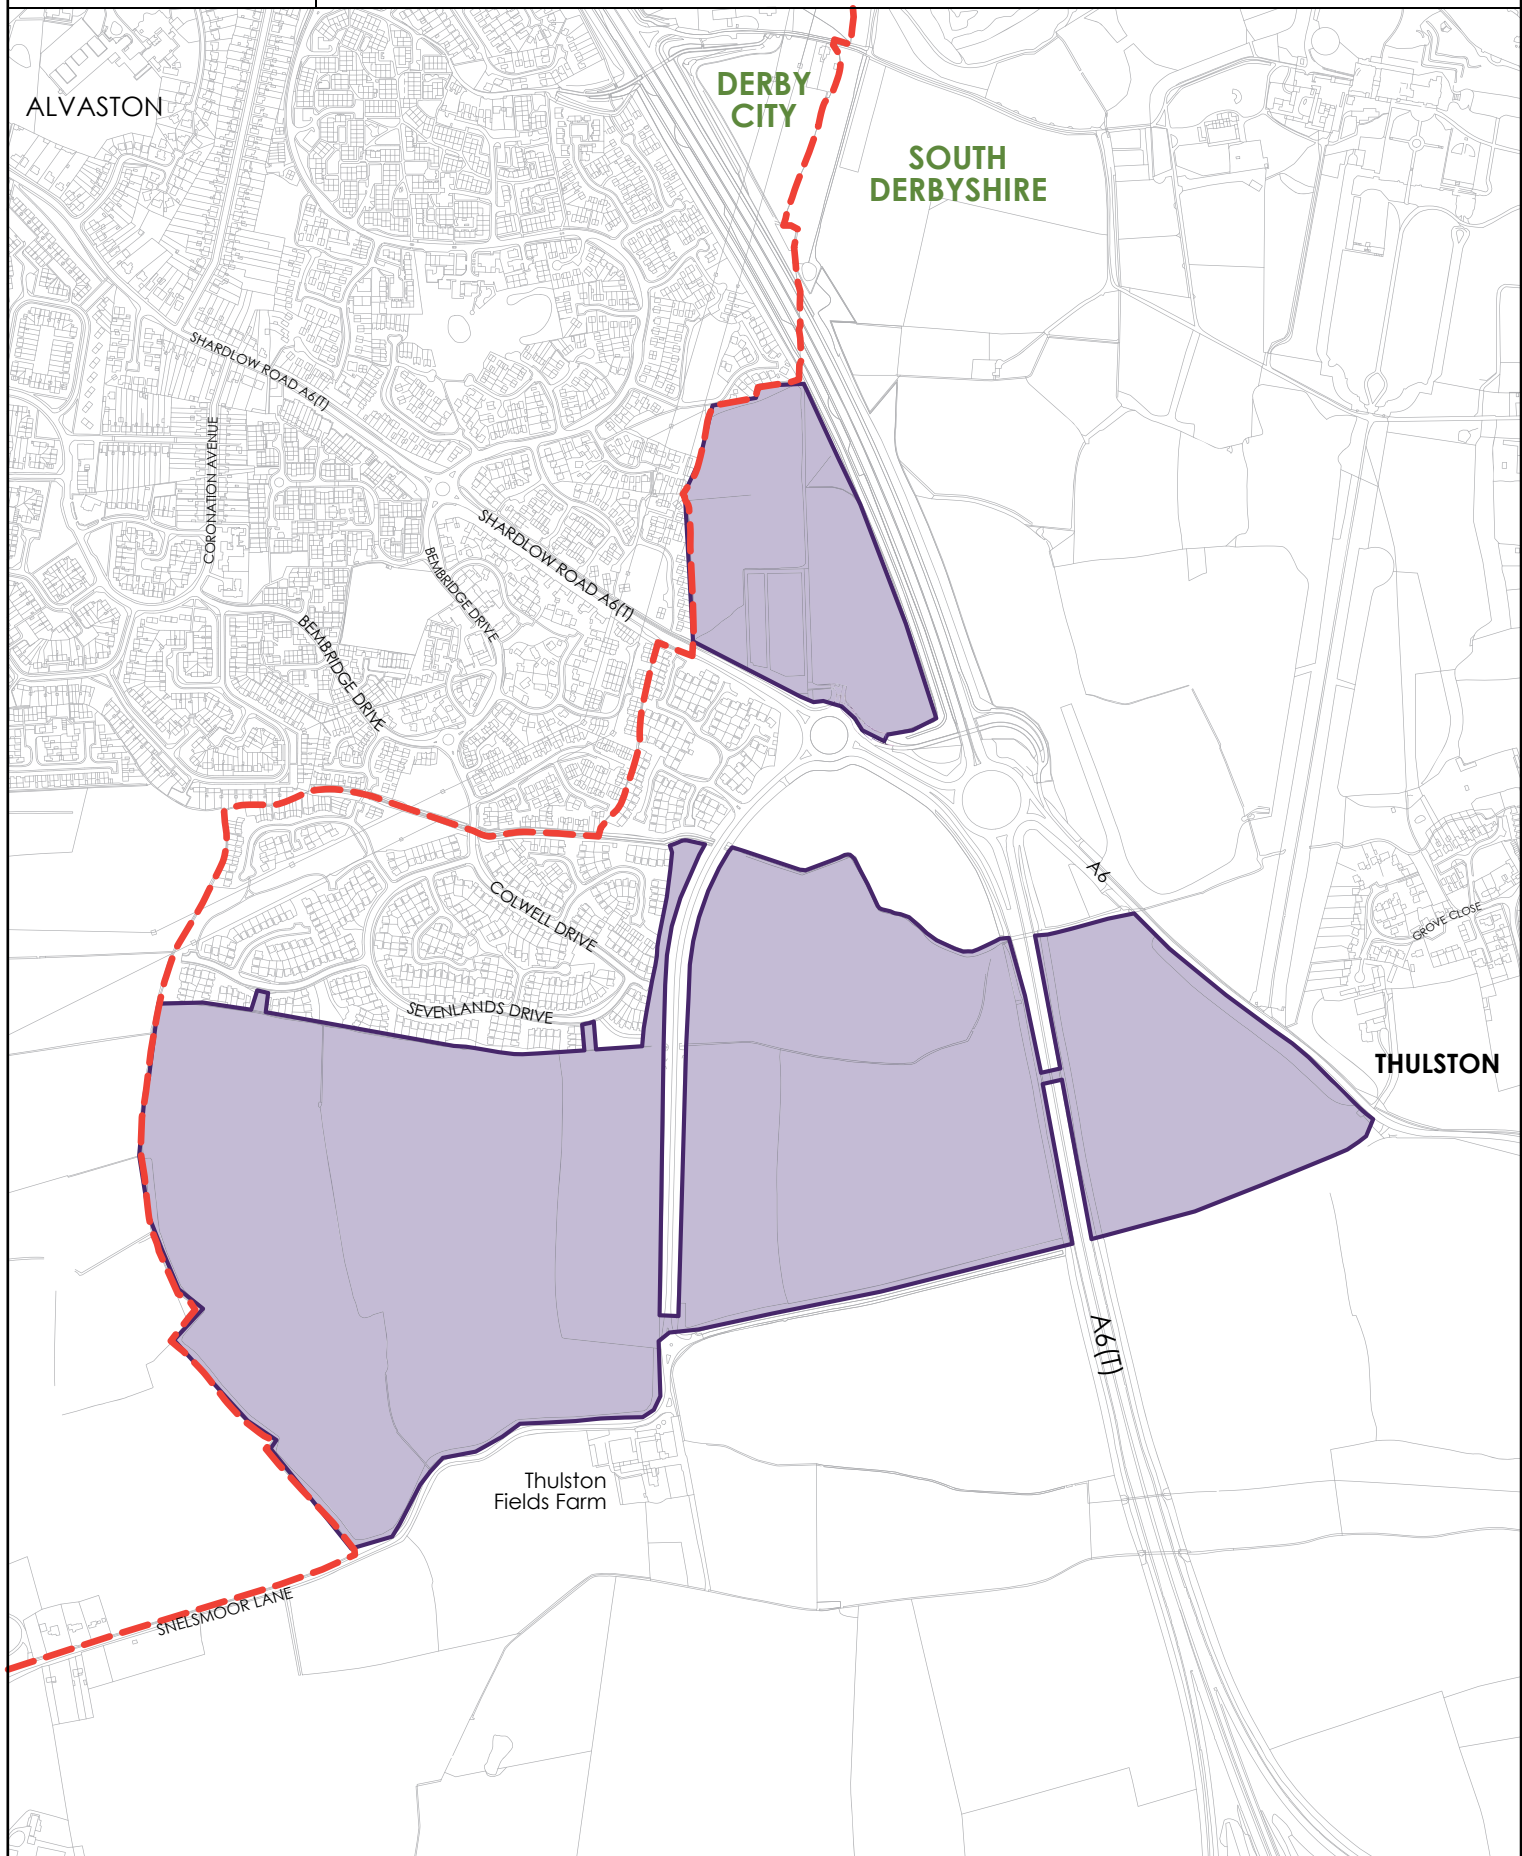 DERBY
CITY
ALVASTON
SOUTH
DERBYSHIRE
SHARDLOW ROAD A6(T)
CORONATION AVENUE
SHARDLOW ROAD A6(T)
BEMBRIDGE DRIVE
BEMBRIDGE DRIVE
A6
COLWELL DRIVE
GROVE CLOSE
SEVENLANDS DRIVE
THULSTON
A6(T)
Thulston
Fields Farm
SNELSMOOR LANE